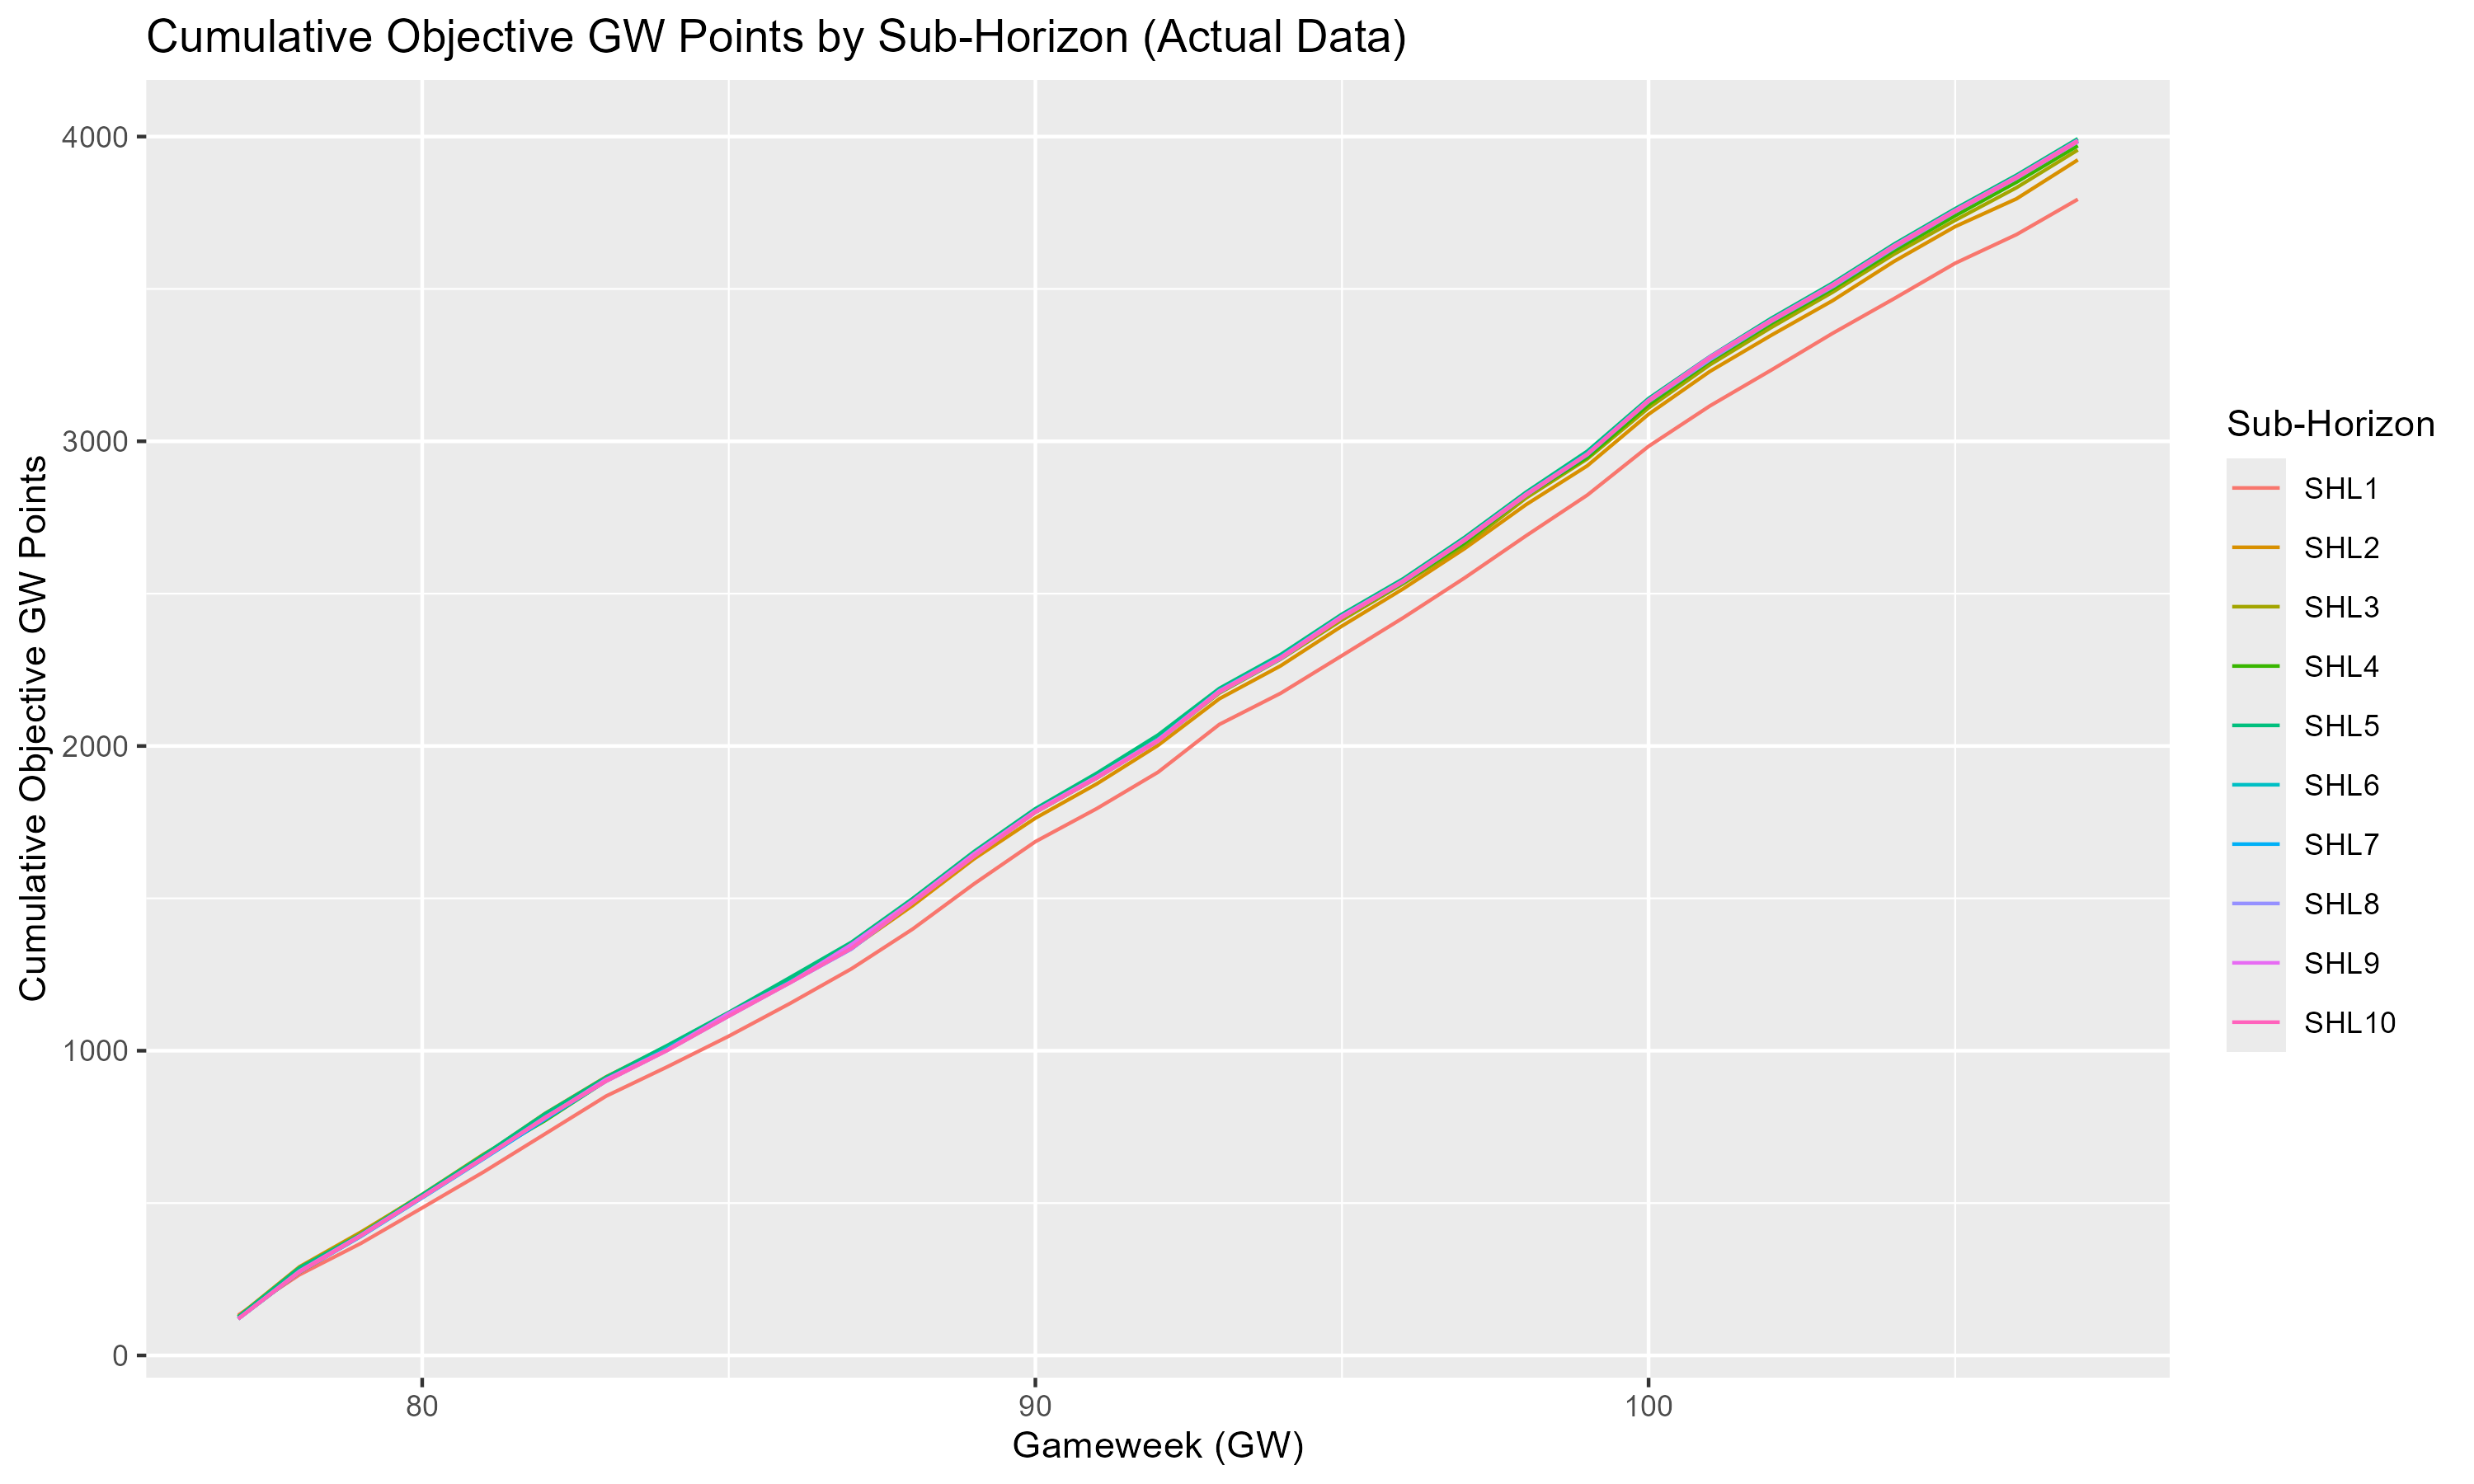 Cumulative Objective GW Points by Sub-Horizon (Actual Data)
Cumulative Objective GW Points
4000
3000
2000
1000
0
80
90
100
Gameweek (GW)
Sub-Horizon
SHL1
SHL2
SHL3
SHL4
SHL5
SHL6
SHL7
SHL8
SHL9
SHL10